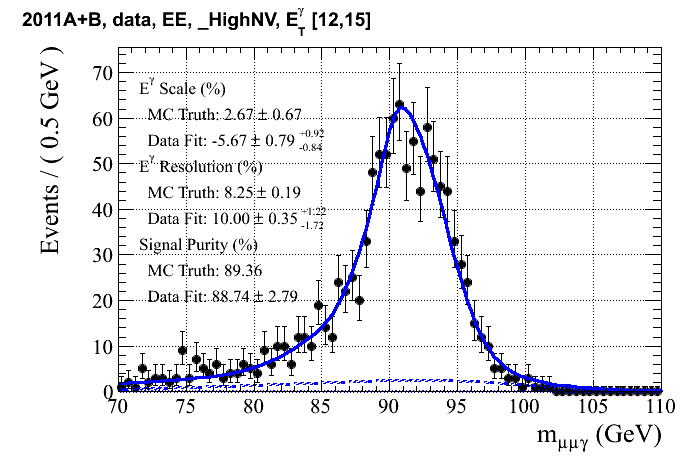 2011A+B, data, EE, _HighNV, E_T^γ [12,15]
Events / ( 0.5 GeV )
70
60
50
40
30
20
10
0
E^γ Scale (%)
MC Truth: 2.67 ± 0.67
Data Fit: -5.67 ± 0.79 +0.92 -0.84
E^γ Resolution (%)
MC Truth: 8.25 ± 0.19
Data Fit: 10.00 ± 0.35 +1.22 -1.72
Signal Purity (%)
MC Truth: 89.36
Data Fit: 88.74 ± 2.79
70 75 80 85 90 95 100 105 110
m_μμγ (GeV)